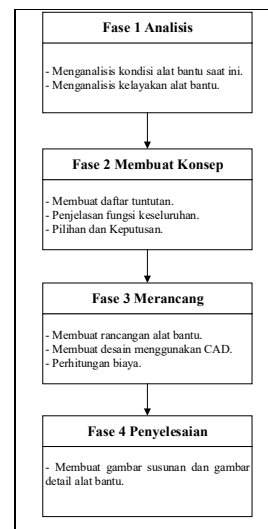 Fase 1 Analisis
- Menganalisis kondisi alat bantu saat ini.
- Menganalisis kelayakan alat bantu.
Fase 2 Membuat Konsep
- Membuat daftar tuntutan.
- Penjelasan fungsi keseluruhan.
- Pilihan dan Keputusan.
Fase 3 Merancang
- Membuat rancangan alat bantu.
- Membuat desain menggunakan CAD.
- Perhitungan biaya.
Fase 4 Penyelesaian
- Membuat gambar susunan dan gambar
detail alat bantu.